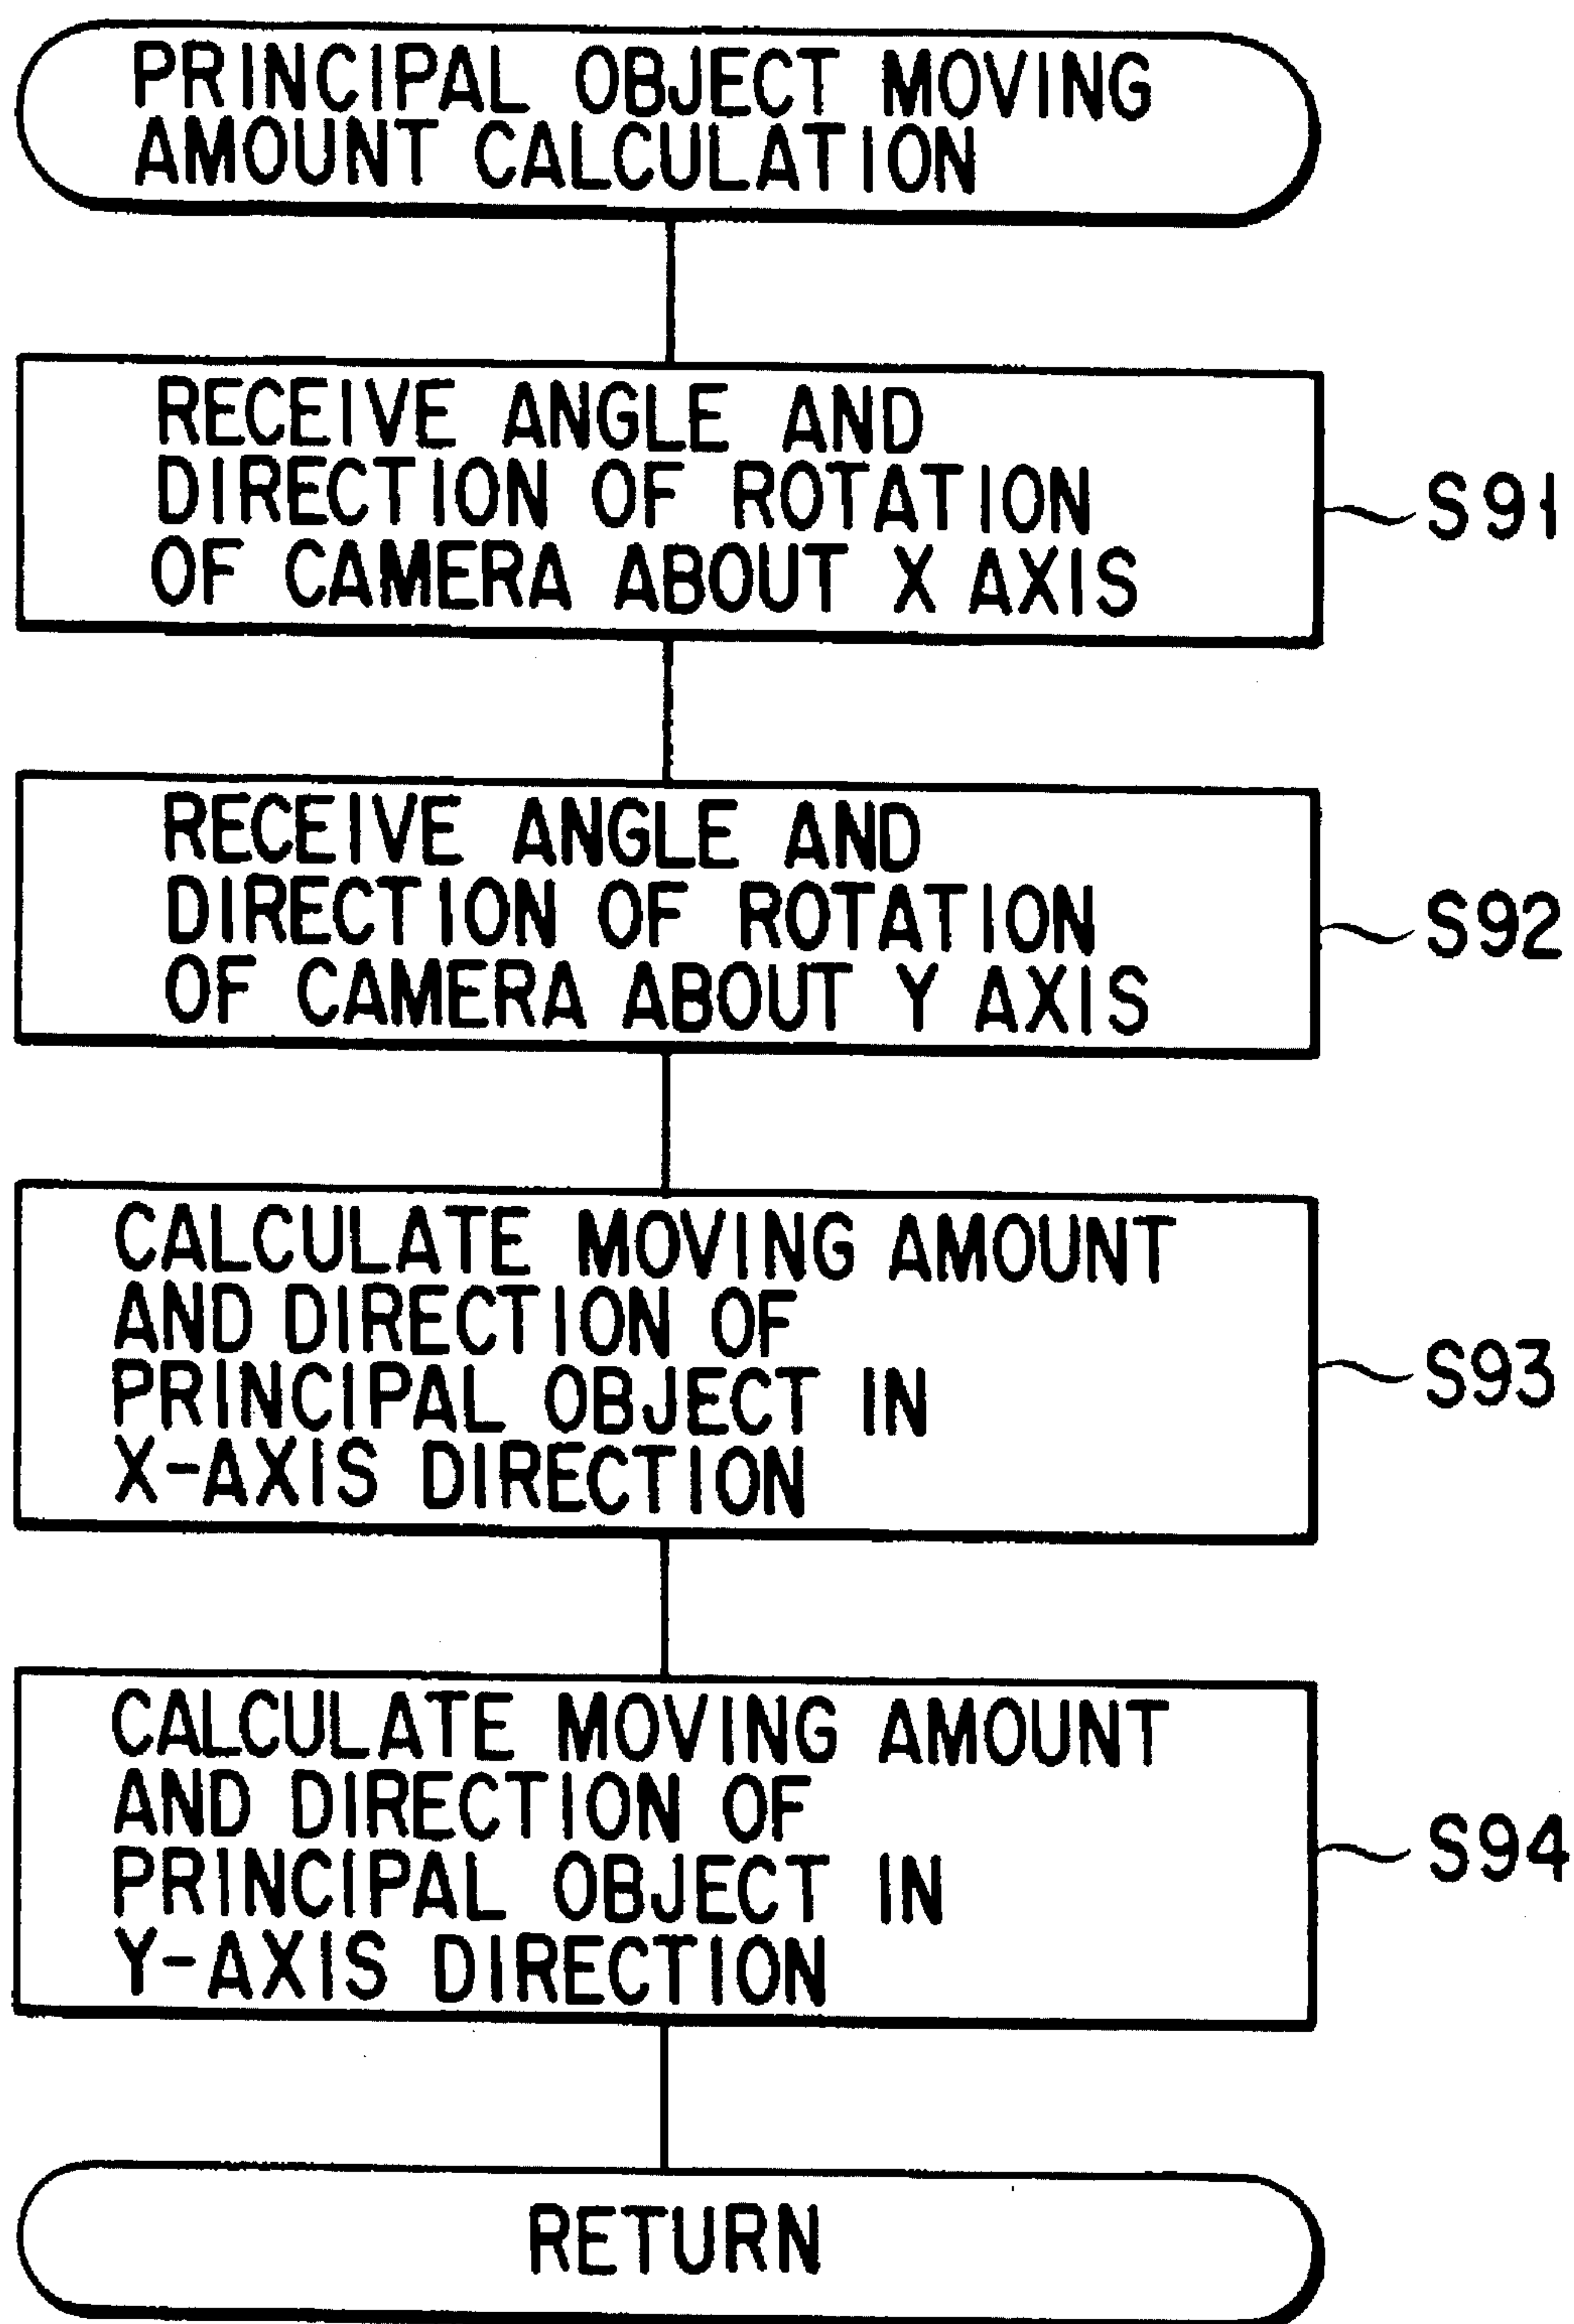 PRINCIPAL OBJECT MOVING
AMOUNT CALCULATION
RECEIVE ANGLE AND
DIRECTION OF ROTATION
OF CAMERA ABOUT X AXIS
S91
RECEIVE ANGLE AND
DIRECTION OF ROTATION
OF CAMERA ABOUT Y AXIS
S92
CALCULATE MOVING AMOUNT
AND DIRECTION OF
PRINCIPAL OBJECT IN
X-AXIS DIRECTION
S93
CALCULATE MOVING AMOUNT
AND DIRECTION OF
PRINCIPAL OBJECT IN
Y-AXIS DIRECTION
S94
RETURN